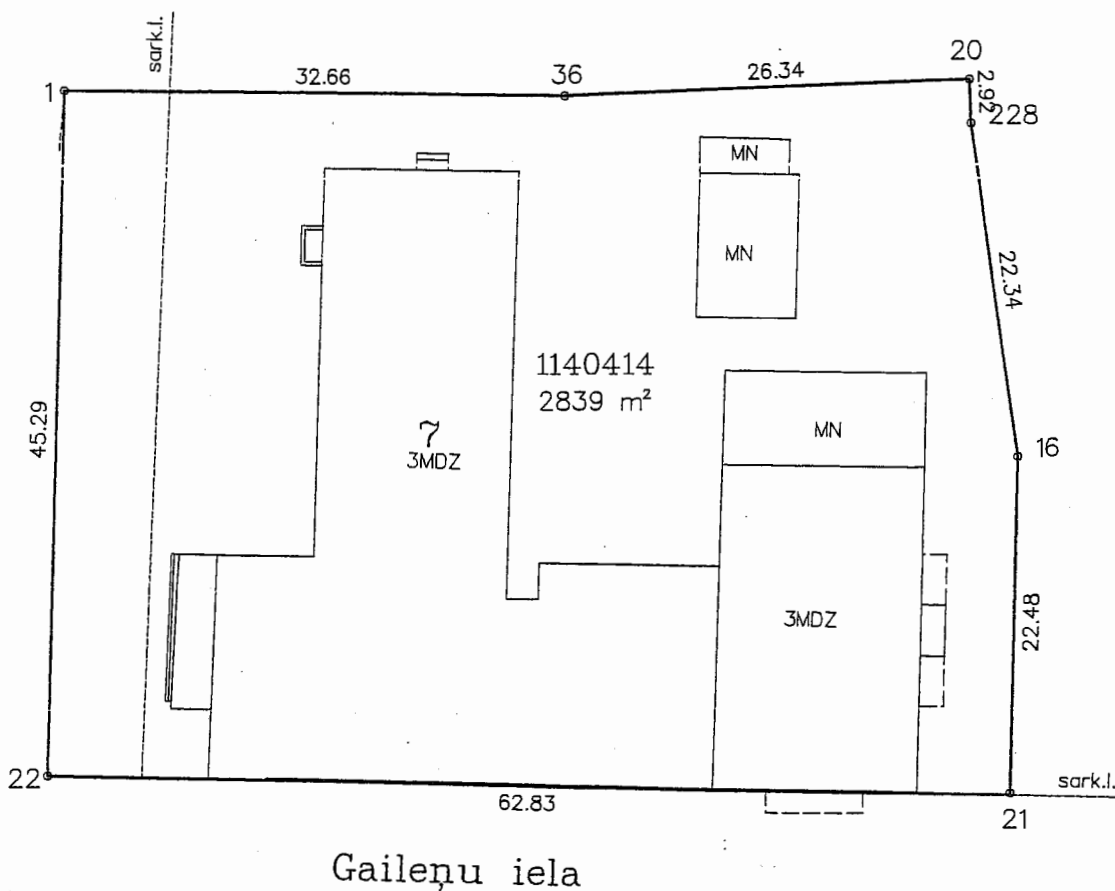 sark.l.
1
32.66
36
26.34
20
2.92
228
MN
MN
22.34
1140414
2839 m²
45.29
7
3MDZ
MN
16
3MDZ
22.48
22
62.83
sark.l.
21
Gaileņu iela